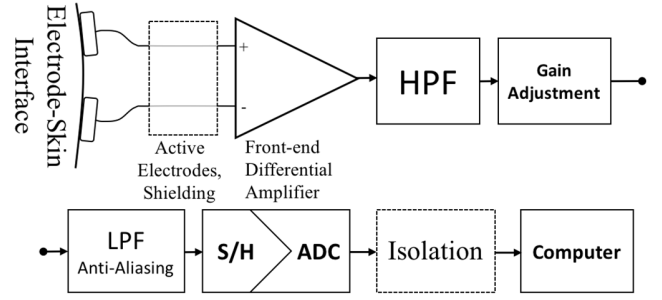 Electrode-Skin
Interface
+
-
Active
Electrodes,
Shielding
Front-end
Differential
Amplifier
HPF
Gain
Adjustment
LPF
Anti-Aliasing
S/H
ADC
Isolation
Computer